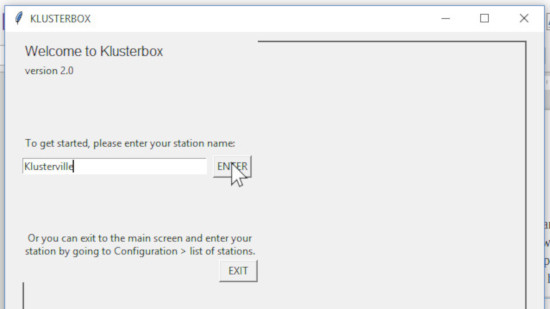 KLUSTERBOX
Welcome to Klusterbox
version 2.0
To get started, please enter your station name:
Klusterville
ENTER
Or you can exit to the main screen and enter your
station by going to Configuration > list of stations.
EXIT